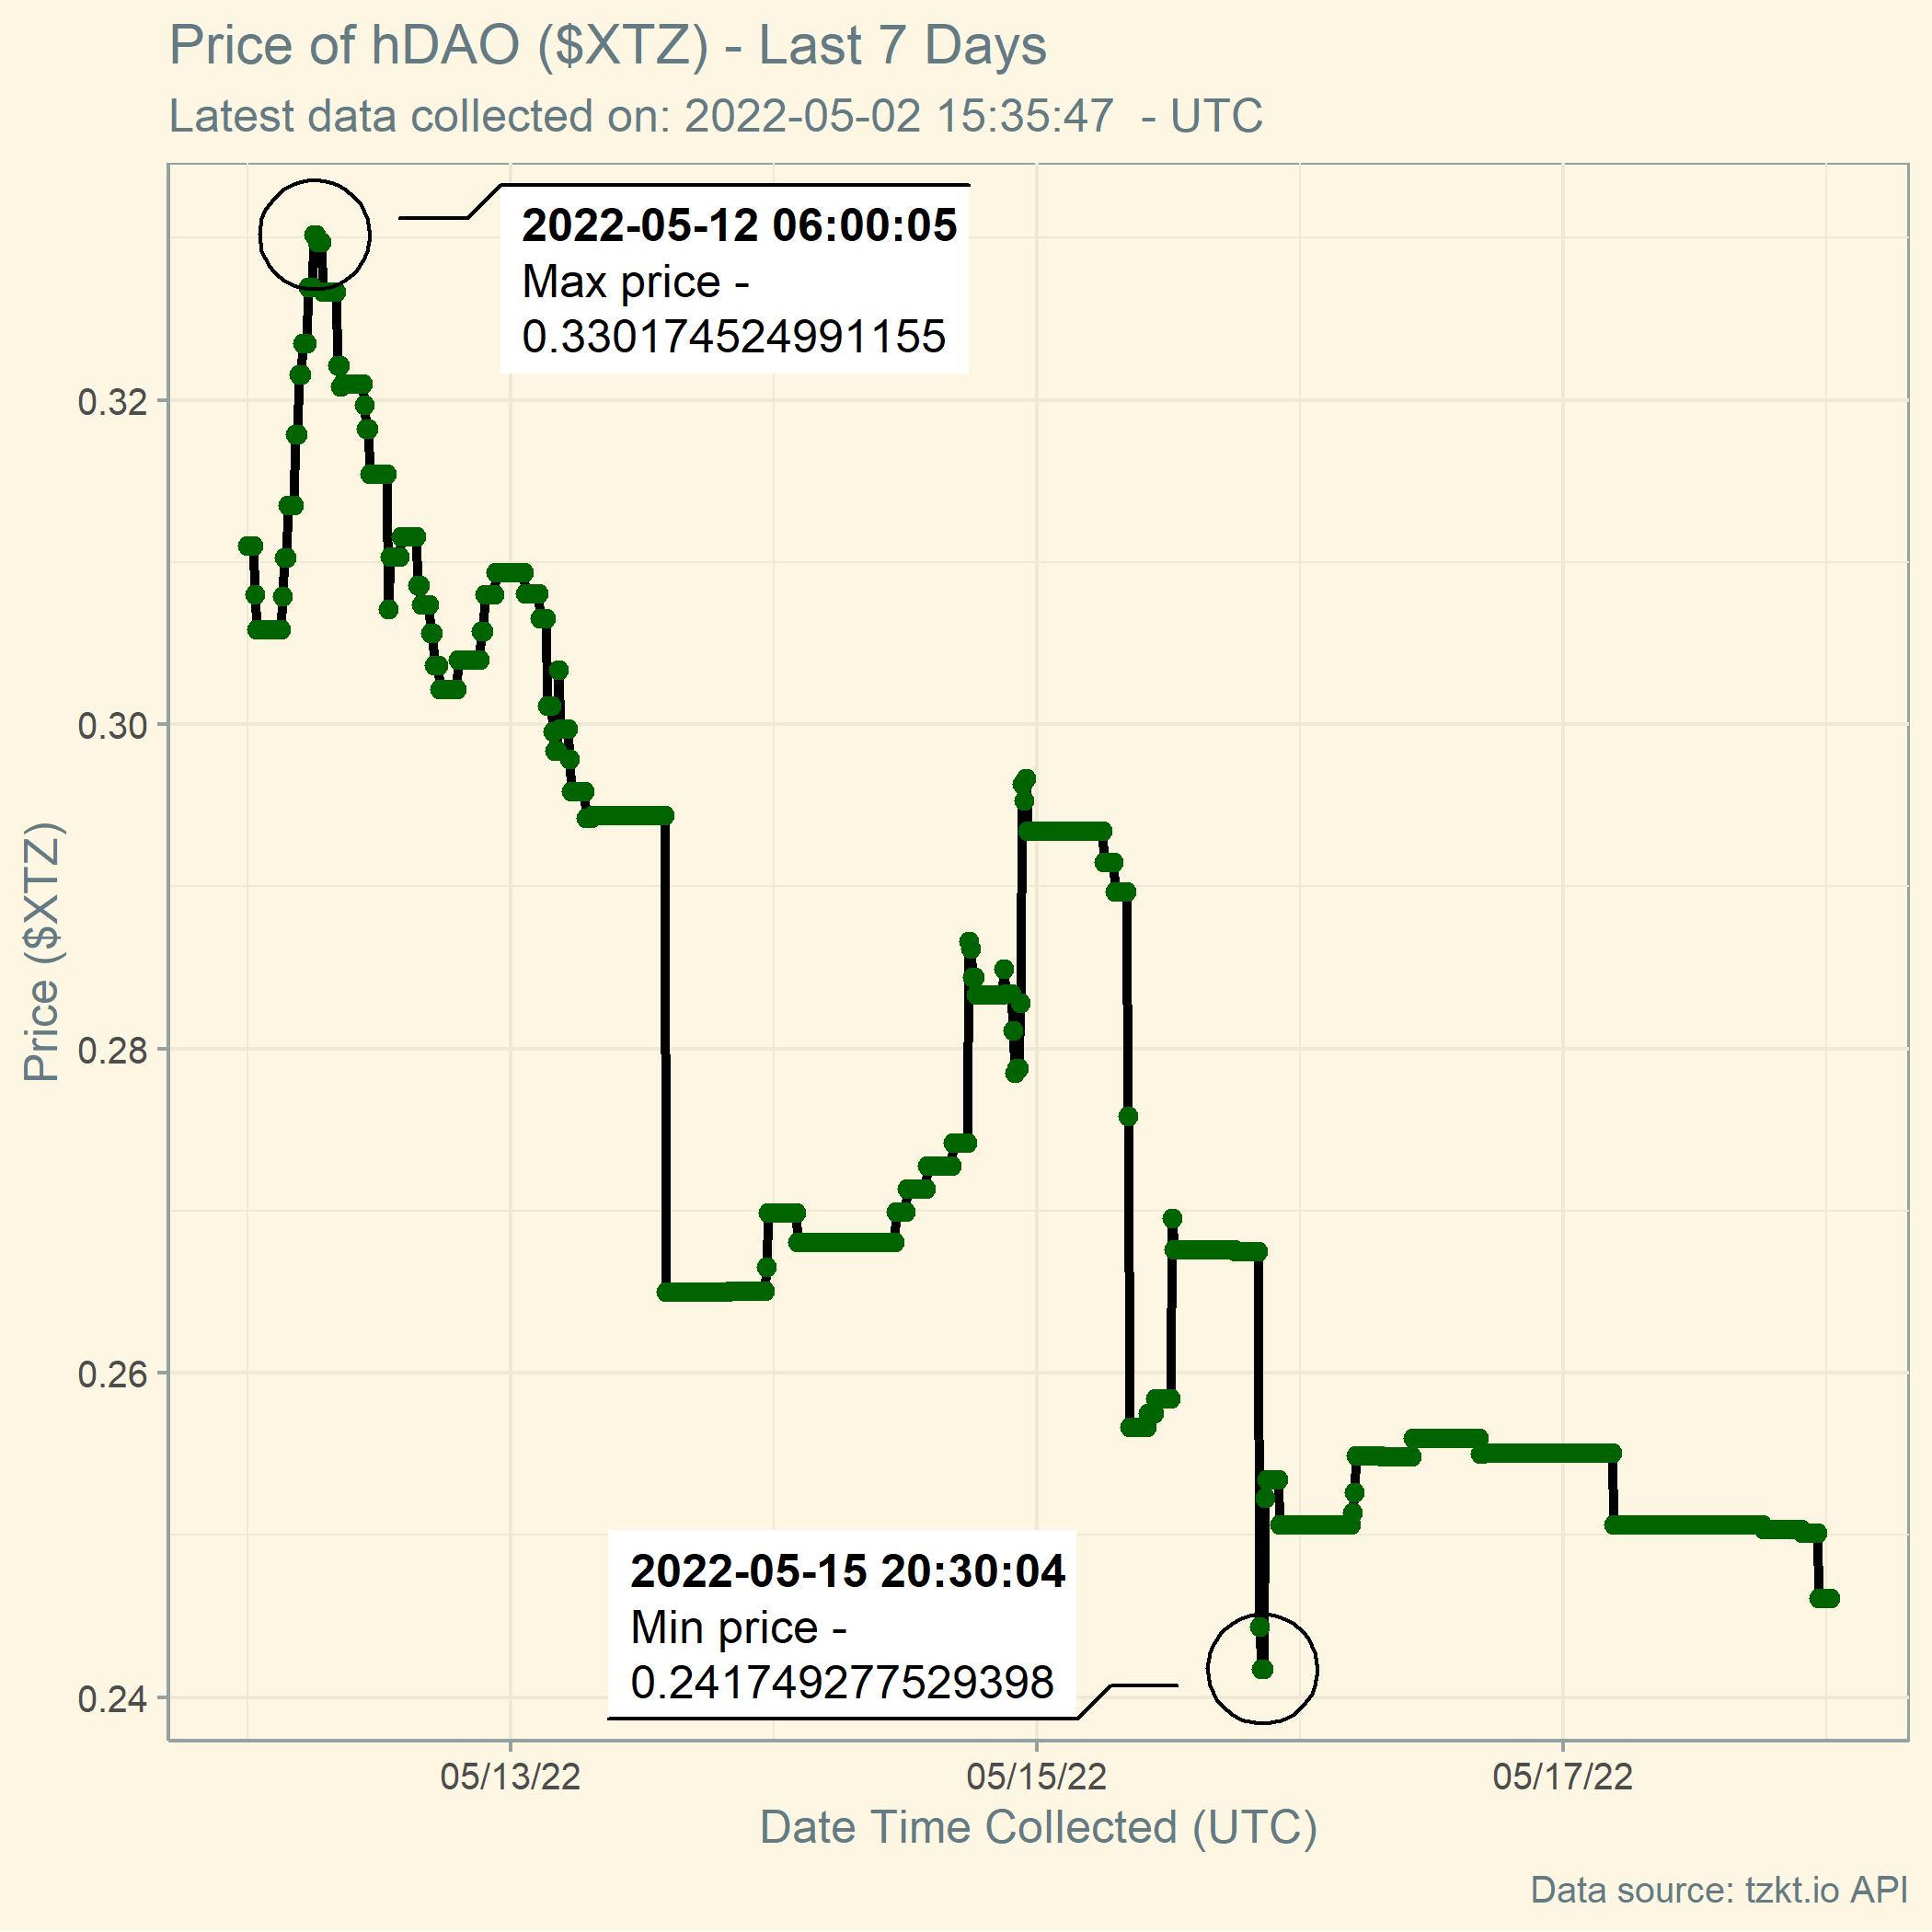 Price of hDAO ($XTZ) - Last 7 Days
Latest data collected on: 2022-05-02 15:35:47  - UTC
2022-05-12 06:00:05
Max price -
0.330174524991155
0.32
0.30
0.28
0.26
0.24
Price ($XTZ)
2022-05-15 20:30:04
Min price -
0.241749277529398
05/13/22
05/15/22
05/17/22
Date Time Collected (UTC)
Data source: tzkt.io API